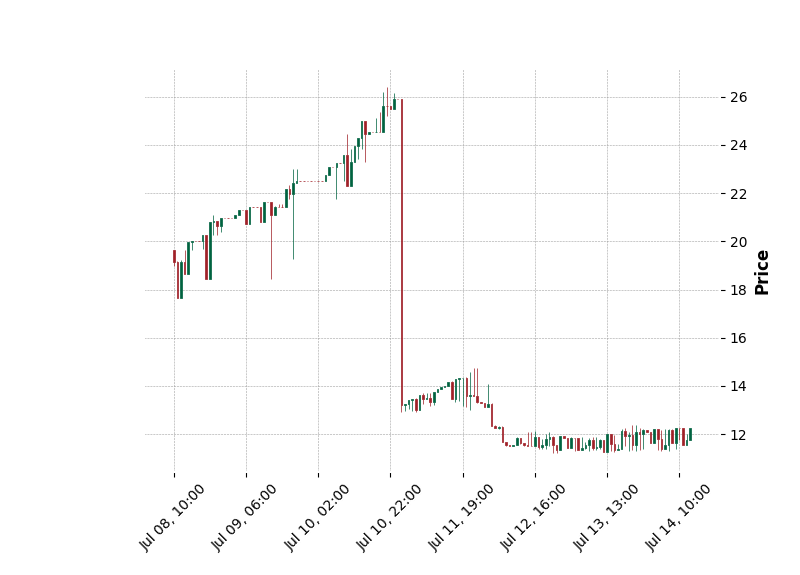 26
24
22
20
18
16
14
12
Price
Jul 08, 10:00
Jul 09, 06:00
Jul 10, 02:00
Jul 10, 22:00
Jul 11, 19:00
Jul 12, 16:00
Jul 13, 13:00
Jul 14, 10:00